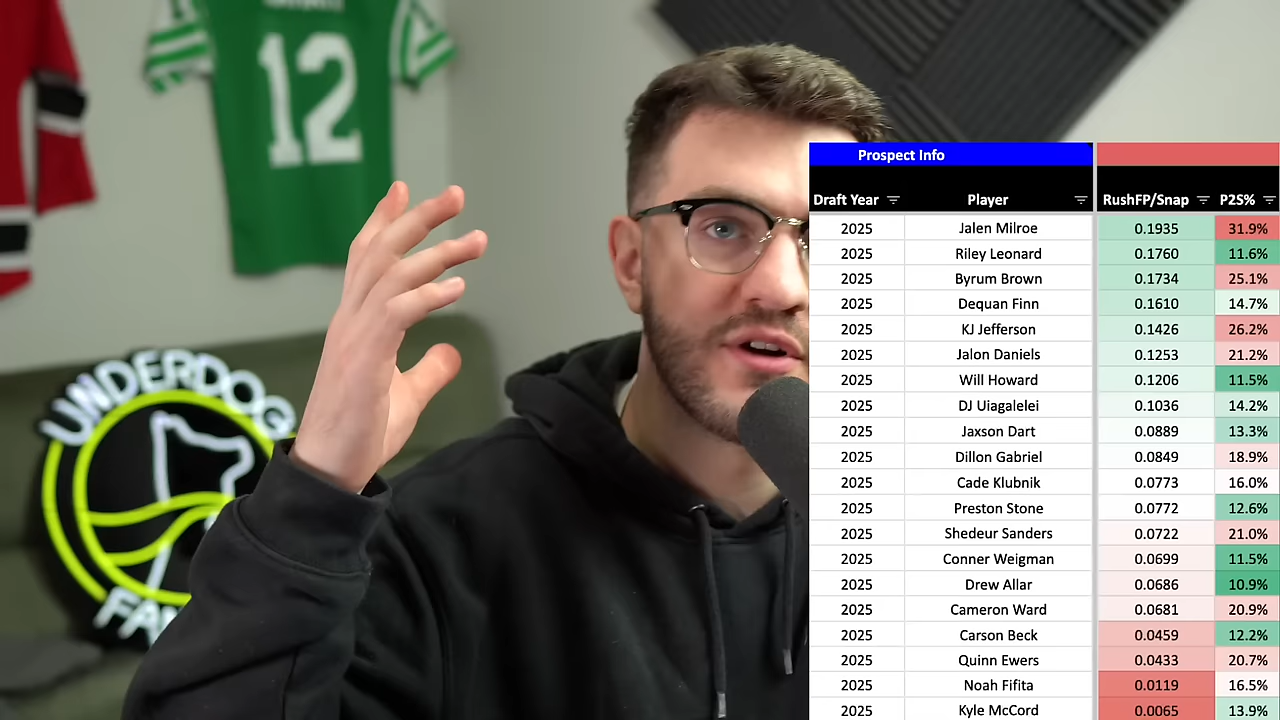 12
UNDERDOG
Prospect Info
Draft Year Player RushFP/Snap P2S%
2025 Jalen Milroe 0.1935 31.9%
2025 Riley Leonard 0.1760 11.6%
2025 Byrum Brown 0.1734 25.1%
2025 Dequan Finn 0.1610 14.7%
2025 KJ Jefferson 0.1426 26.2%
2025 Jalon Daniels 0.1253 21.2%
2025 Will Howard 0.1206 11.5%
2025 DJ Uiagalelei 0.1036 14.2%
2025 Jaxson Dart 0.0889 13.3%
2025 Dillon Gabriel 0.0849 18.9%
2025 Cade Klubnik 0.0773 16.0%
2025 Preston Stone 0.0772 12.6%
2025 Shedeur Sanders 0.0722 21.0%
2025 Conner Weigman 0.0699 11.5%
2025 Drew Allar 0.0686 10.9%
2025 Cameron Ward 0.0681 20.9%
2025 Carson Beck 0.0459 12.2%
2025 Quinn Ewers 0.0433 20.7%
2025 Noah Fifita 0.0119 16.5%
2025 Kyle McCord 0.0065 13.9%